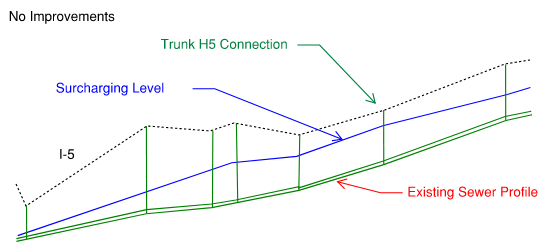 No Improvements
Trunk H5 Connection
Surcharging Level
I-5
Existing Sewer Profile